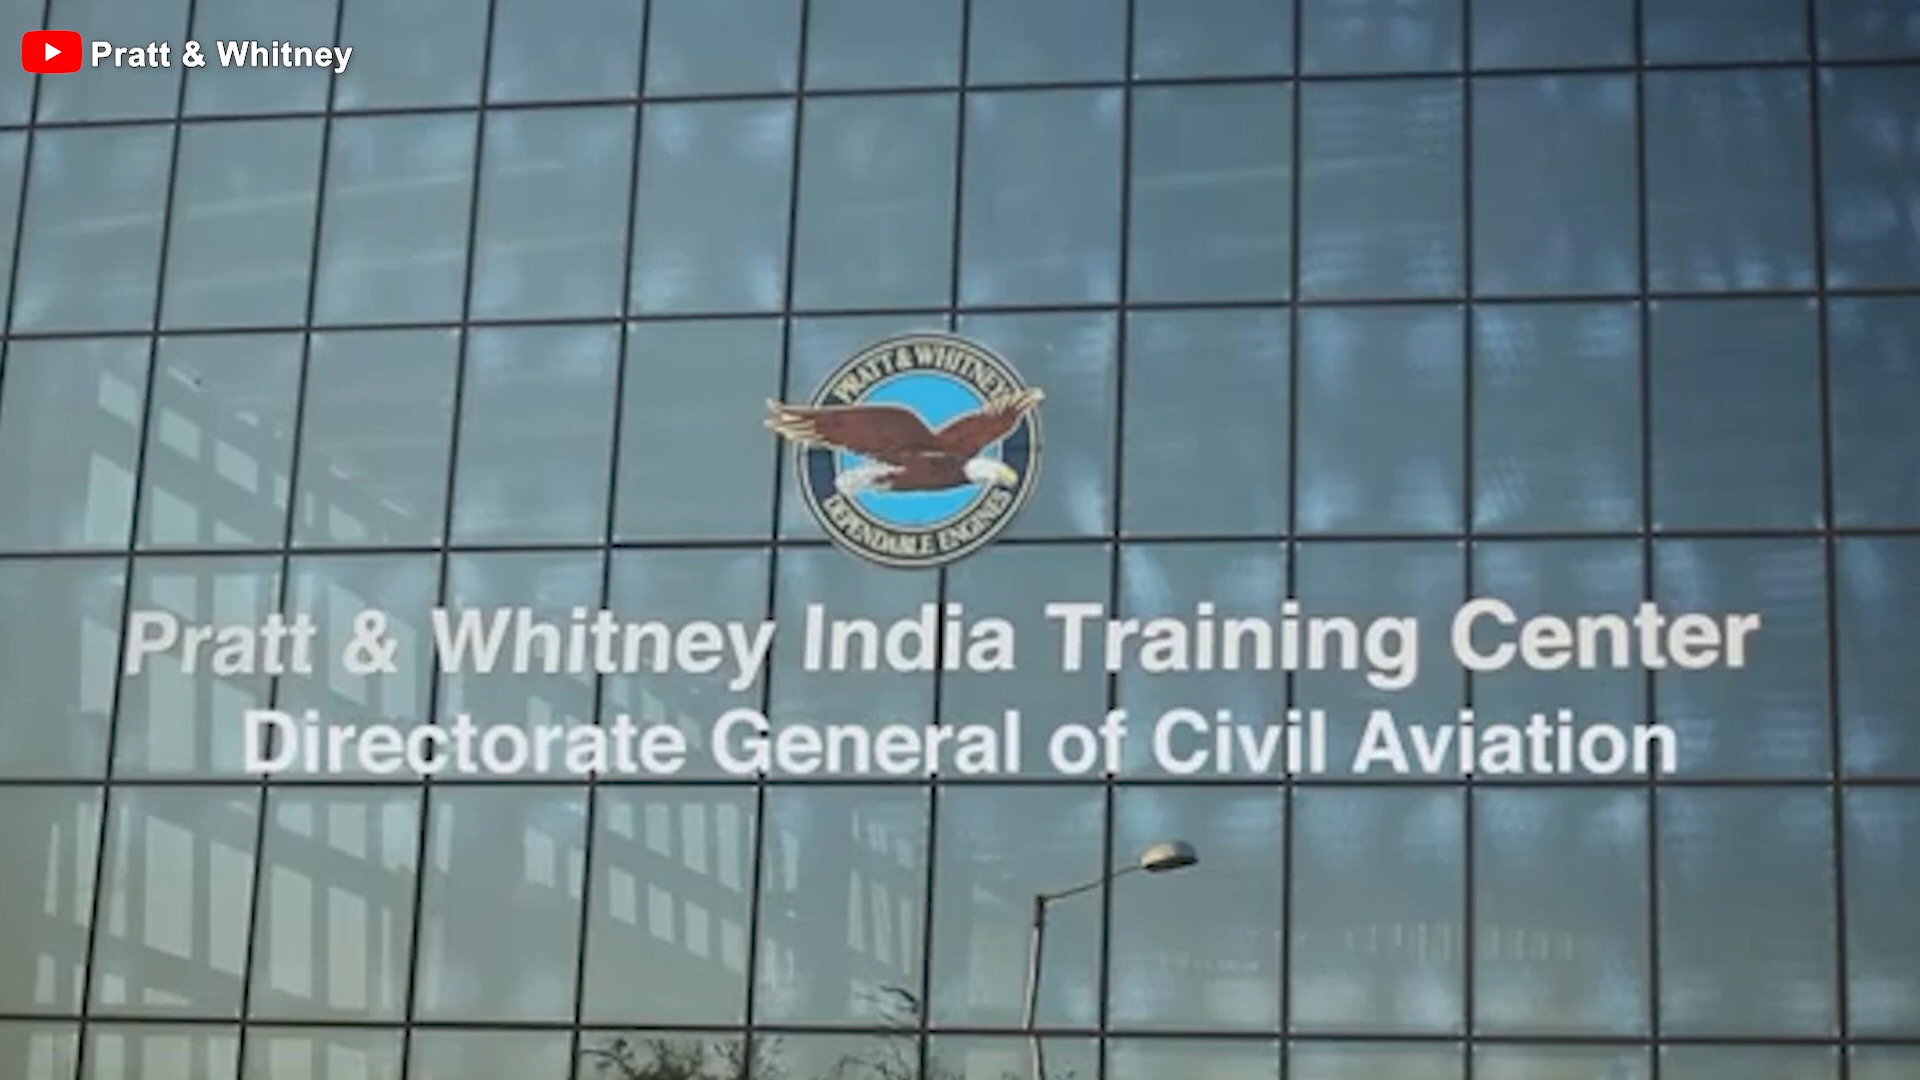 Pratt & Whitney
PRATT & WHITNEY
DEPENDABLE ENGINES
Pratt & Whitney India Training Center
Directorate General of Civil Aviation